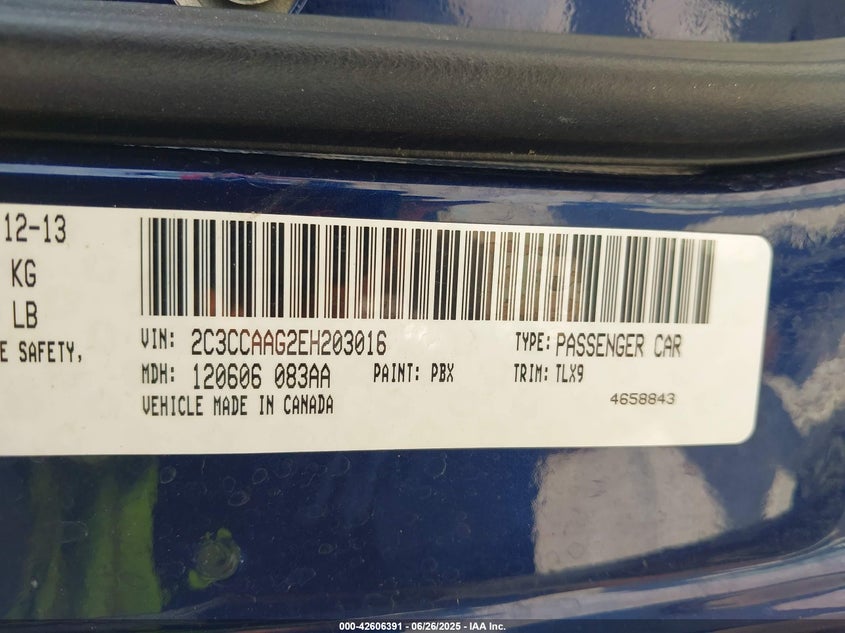 12-13
KG
LB
E SAFETY,
VIN: 2C3CCAAG2EH203016 TYPE: PASSENGER CAR
MDH: 120606 083AA PAINT: PBX TRIM: TLX9
VEHICLE MADE IN CANADA 4658843
000-42606391 - 06/26/2025 - IAA Inc.